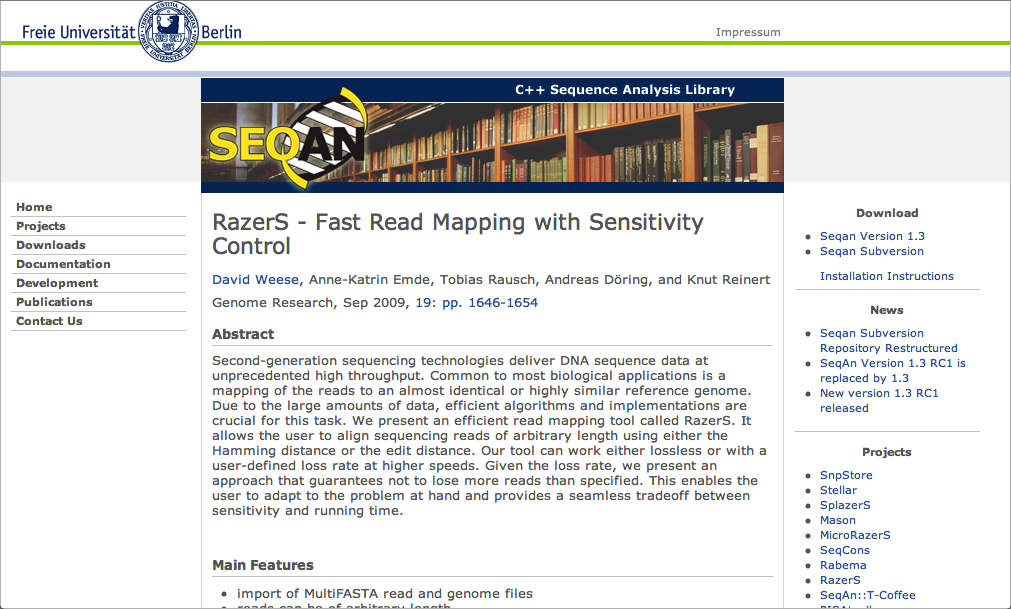 Freie Universität Berlin
Impressum
C++ Sequence Analysis Library
SEQAN
Home
Projects
Downloads
Documentation
Development
Publications
Contact Us
RazerS - Fast Read Mapping with Sensitivity
Control
David Weese, Anne-Katrin Emde, Tobias Rausch, Andreas Döring, and Knut Reinert
Genome Research, Sep 2009, 19: pp. 1646-1654
Abstract
Second-generation sequencing technologies deliver DNA sequence data at
unprecedented high throughput. Common to most biological applications is a
mapping of the reads to an almost identical or highly similar reference genome.
Due to the large amounts of data, efficient algorithms and implementations are
crucial for this task. We present an efficient read mapping tool called RazerS. It
allows the user to align sequencing reads of arbitrary length using either the
Hamming distance or the edit distance. Our tool can work either lossless or with a
user-defined loss rate at higher speeds. Given the loss rate, we present an
approach that guarantees not to lose more reads than specified. This enables the
user to adapt to the problem at hand and provides a seamless tradeoff between
sensitivity and running time.
Main Features
import of MultiFASTA read and genome files
reads can be of arbitrary length
Download
Seqan Version 1.3
Seqan Subversion
Installation Instructions
News
Seqan Subversion
Repository Restructured
SeqAn Version 1.3 RC1 is
replaced by 1.3
New version 1.3 RC1
released
Projects
SnpStore
Stellar
SplazerS
Mason
MicroRazerS
SeqCons
Rabema
RazerS
SeqAn::T-Coffee